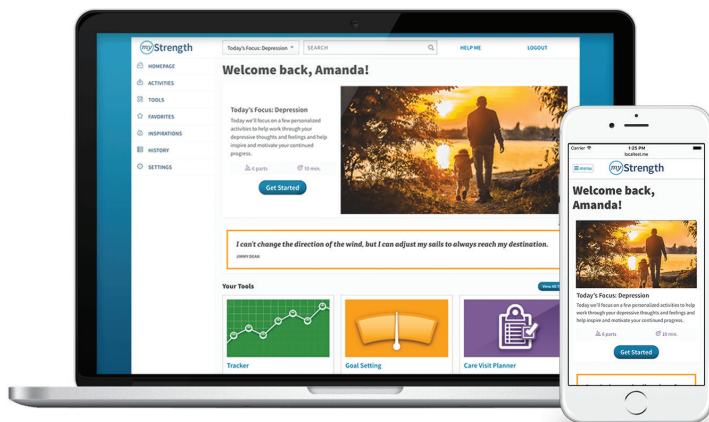 myStrength
Today's Focus: Depression
SEARCH
HELP ME
LOGOUT
HOMEPAGE
ACTIVITIES
TOOLS
FAVORITES
INSPIRATIONS
HISTORY
SETTINGS
Welcome back, Amanda!
Today's Focus: Depression
Today we'll focus on a few personalized
activities to help work through your
depressive thoughts and feelings and help
inspire and motivate your continued
progress.
6 parts
10 min.
Get Started
I can't change the direction of the wind, but I can adjust my sails to always reach my destination.
JIMMY DEAN
Your Tools
View All
Tracker
Goal Setting
Care Visit Planner
Carrier
1:25 PM
localtest.me
menu
myStrength
Welcome back,
Amanda!
Today's Focus: Depression
Today we'll focus on a few personalized activities to help
work through your depressive thoughts and feelings and
help inspire and motivate your continued progress.
6 parts
10 min.
Get Started